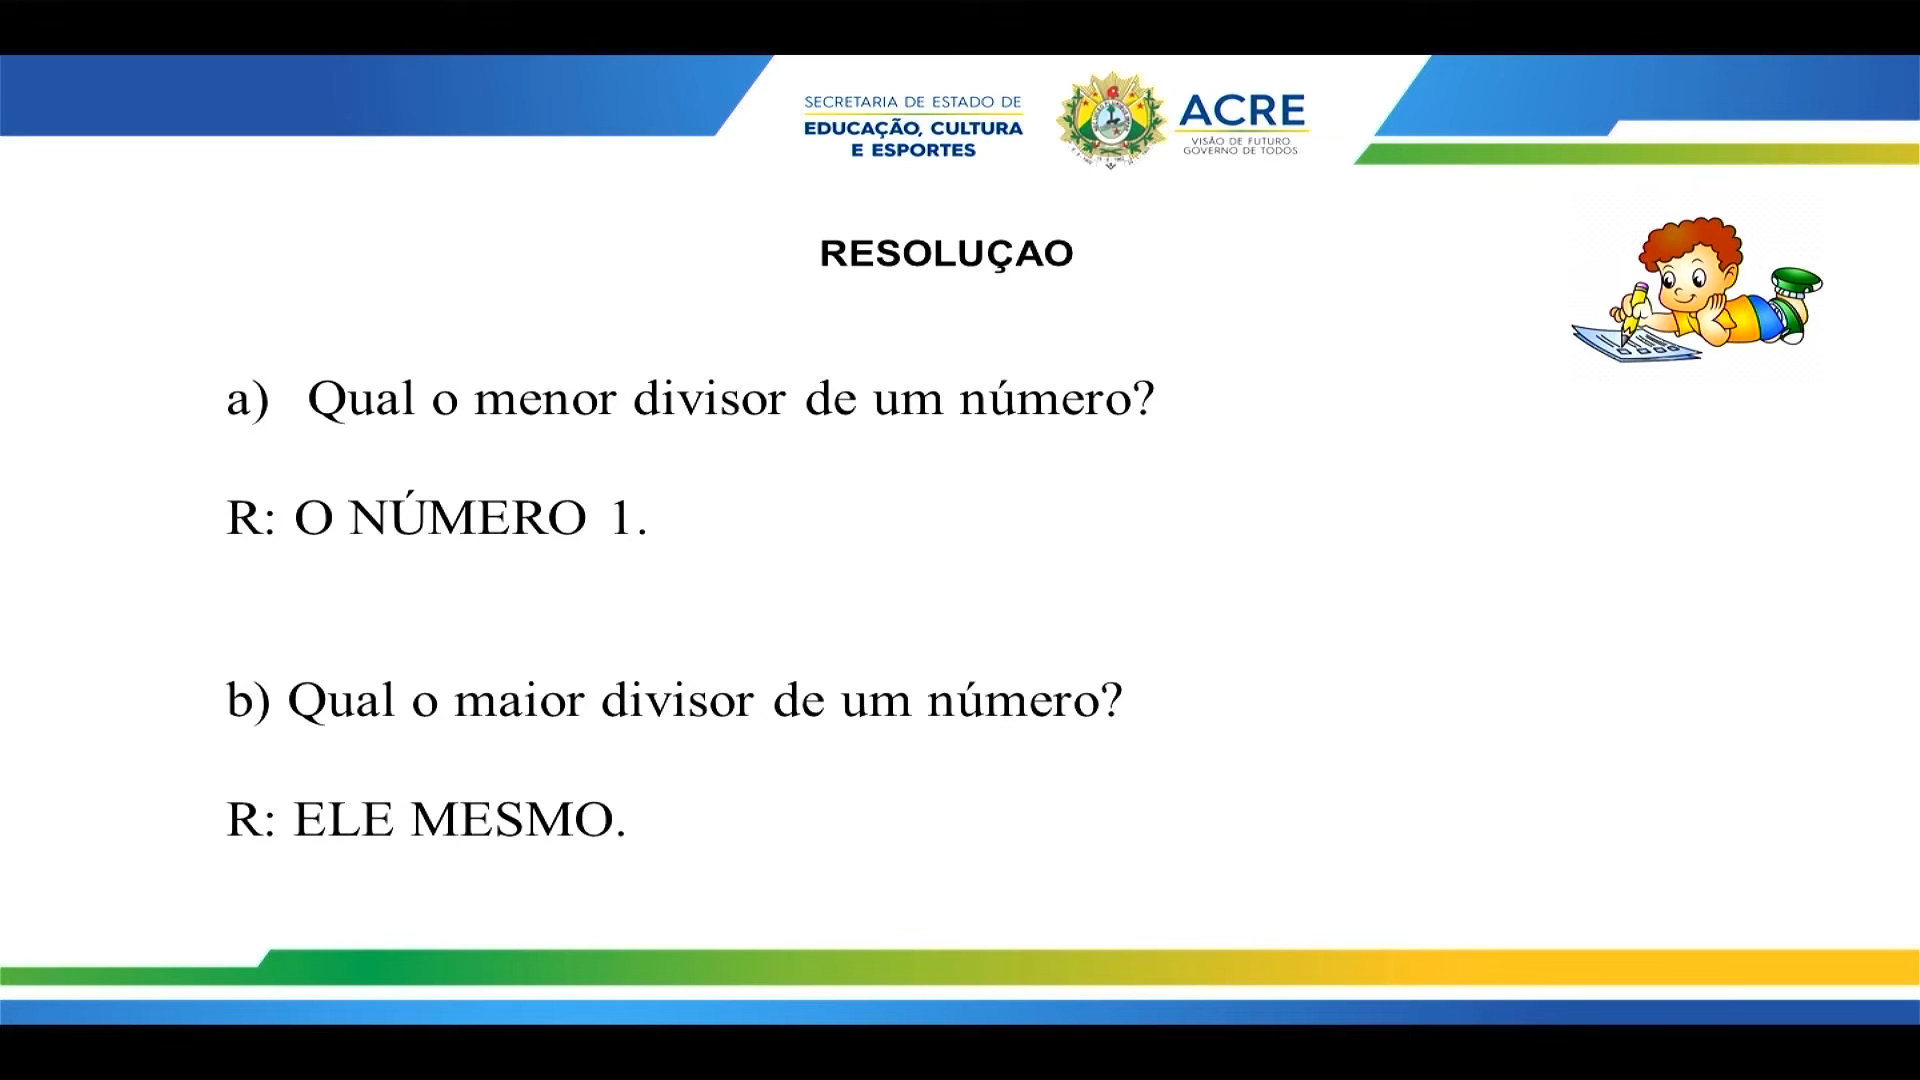 SECRETARIA DE ESTADO DE
EDUCAÇÃO, CULTURA
E ESPORTES
ACRE
VISÃO DE FUTURO
GOVERNO DE TODOS
RESOLUÇAO
a) Qual o menor divisor de um número?
R: O NÚMERO 1.
b) Qual o maior divisor de um número?
R: ELE MESMO.